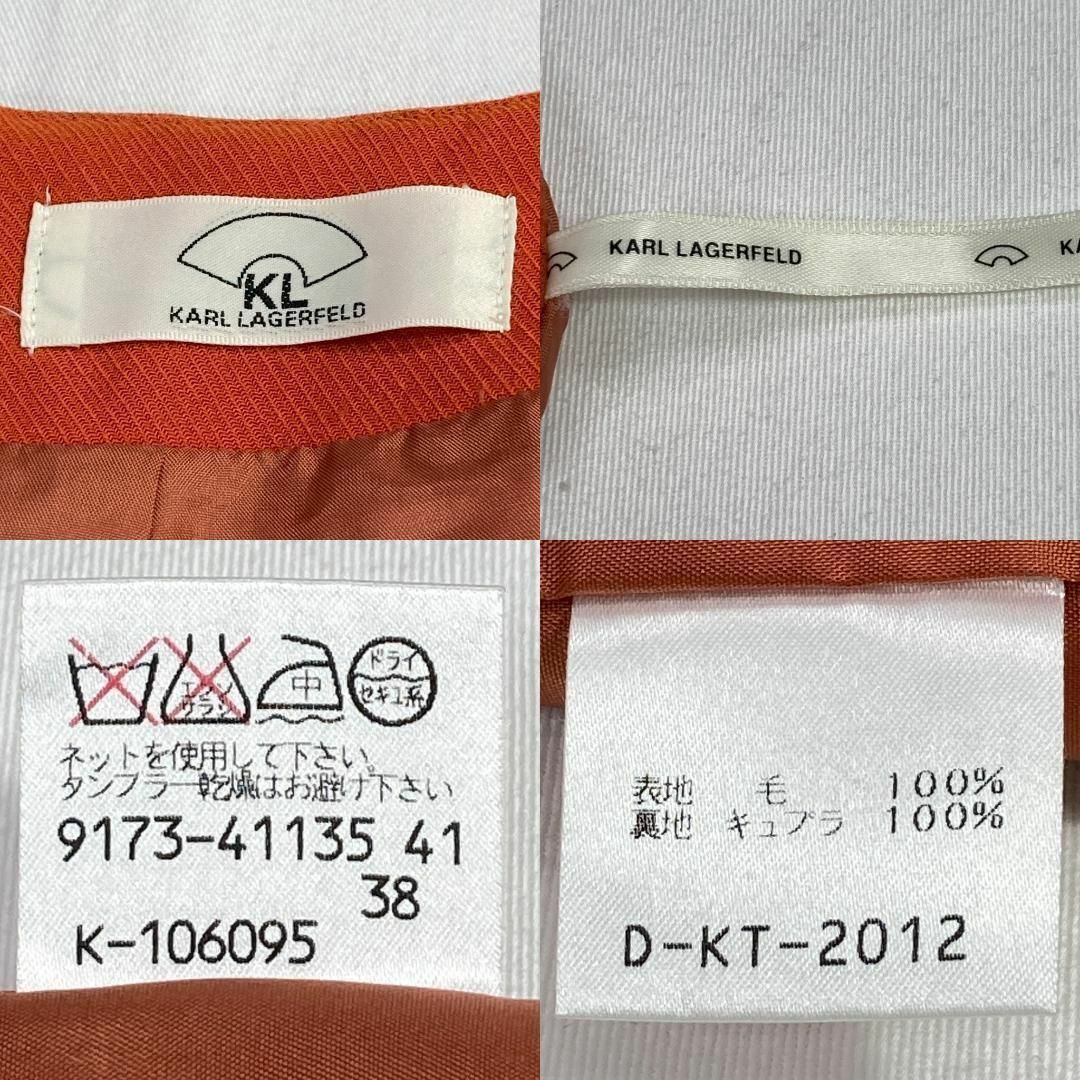 KL
KARL LAGERFELD
KARL LAGERFELD
KA
エンソ
サラシ
中
ドライ
セキユ系
ネットを使用して下さい。
タンブラー乾燥はお避け下さい
9173-41135 41
38
K-106095
表地 毛 100%
裏地 キュプラ 100%
D-KT-2012